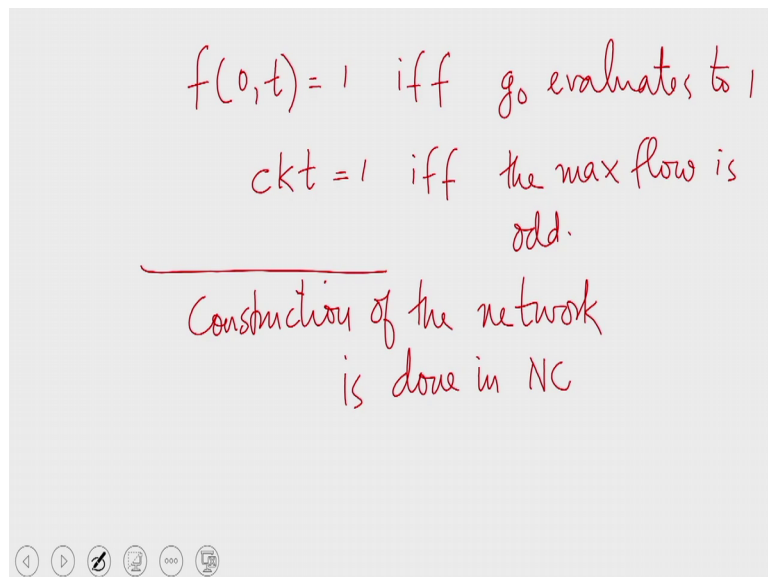 f(0,t) = 1 iff g0 evaluates to 1
ckt = 1 iff the max flow is
odd.
Construction of the network
is done in NC